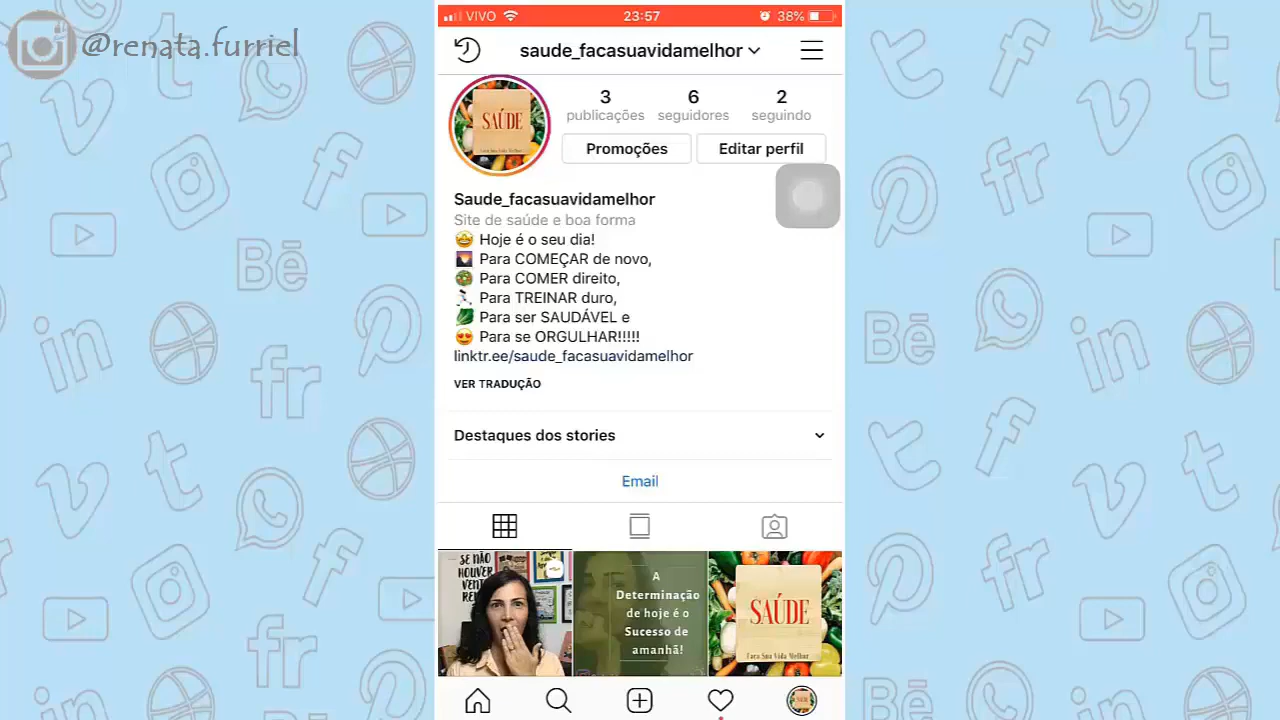 @renata.furriel
VIVO 23:57 38%
saude_facasuavidamelhor
3 6 2
publicações seguidores seguindo
Promoções Editar perfil
SAÚDE
Saude_facasuavidamelhor
Site de saúde e boa forma
Hoje é o seu dia!
Para COMEÇAR de novo,
Para COMER direito,
Para TREINAR duro,
Para ser SAUDÁVEL e
Para se ORGULHAR!!!!!
linktr.ee/saude_facasuavidamelhor
VER TRADUÇÃO
Destaques dos stories
Email
SE NÃO
HOUVER
A
Determinação
de hoje é o
Sucesso de
amanhã!
SAÚDE
Faça Sua Vida Melhor